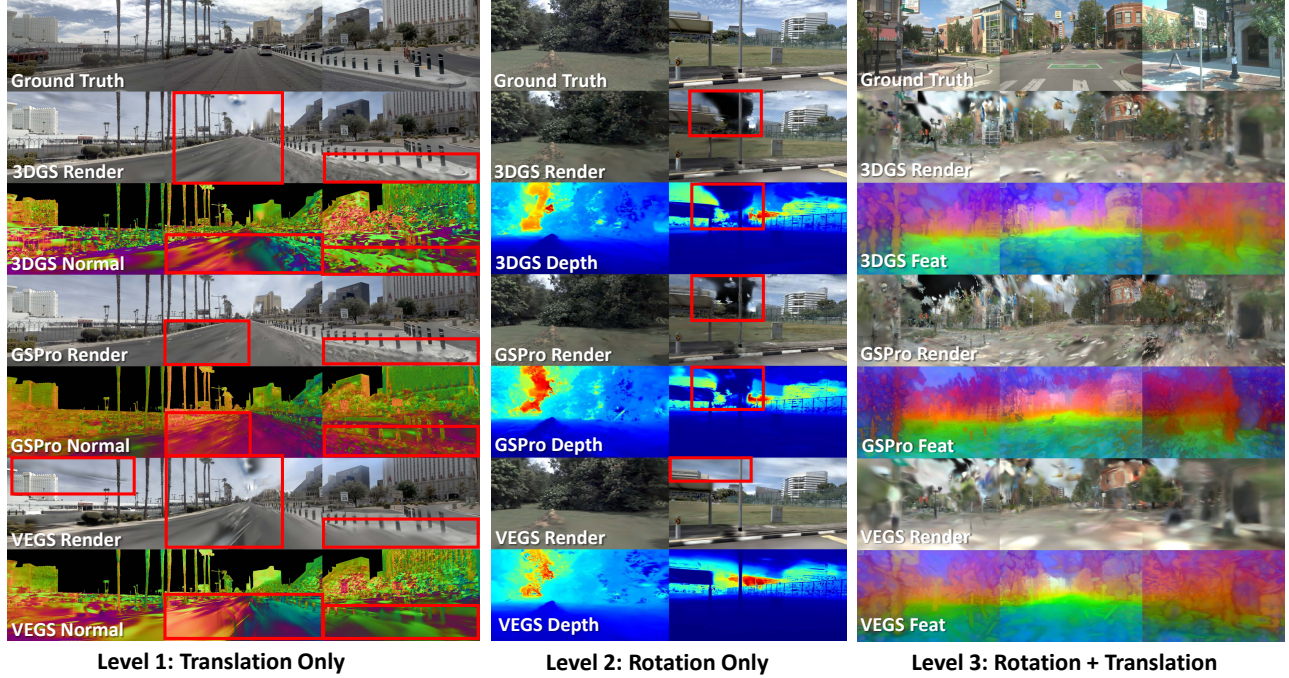 Ground Truth
3DGS Render
3DGS Normal
GSPro Render
GSPro Normal
VEGS Render
VEGS Normal
Level 1: Translation Only
Ground Truth
3DGS Render
3DGS Depth
GSPro Render
GSPro Depth
VEGS Render
VEGS Depth
Level 2: Rotation Only
Ground Truth
3DGS Render
3DGS Feat
GSPro Render
GSPro Feat
VEGS Render
VEGS Feat
Level 3: Rotation + Translation